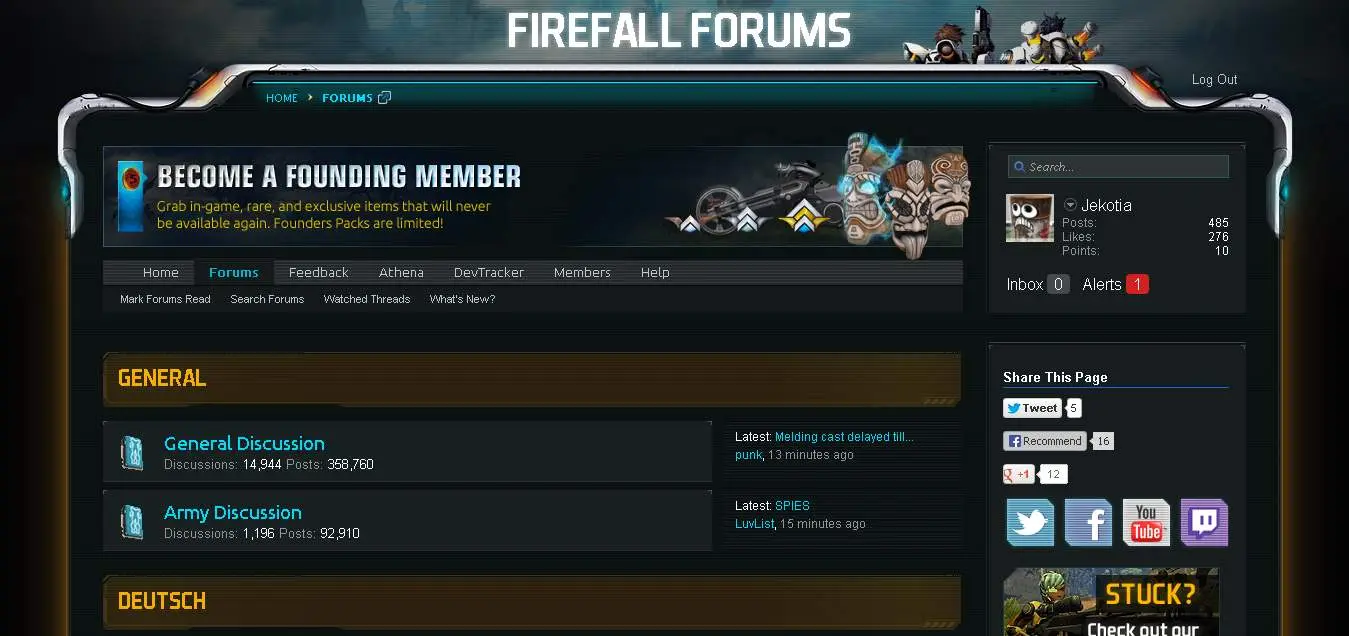 FIREFALL FORUMS
Log Out
HOME > FORUMS
BECOME A FOUNDING MEMBER
Grab in-game, rare, and exclusive items that will never
be available again. Founders Packs are limited!
Search...
Jekotia
Posts: 485
Likes: 276
Points: 10
Inbox 0 Alerts 1
Home Forums Feedback Athena DevTracker Members Help
Mark Forums Read Search Forums Watched Threads What's New?
GENERAL
General Discussion
Discussions: 14,944 Posts: 358,760
Latest: Melding cast delayed till...
punk, 13 minutes ago
Army Discussion
Discussions: 1,196 Posts: 92,910
Latest: SPIES
LuvList, 15 minutes ago
DEUTSCH
Share This Page
Tweet 5
Recommend 16
+1 12
You
Tube
STUCK?
Check out our